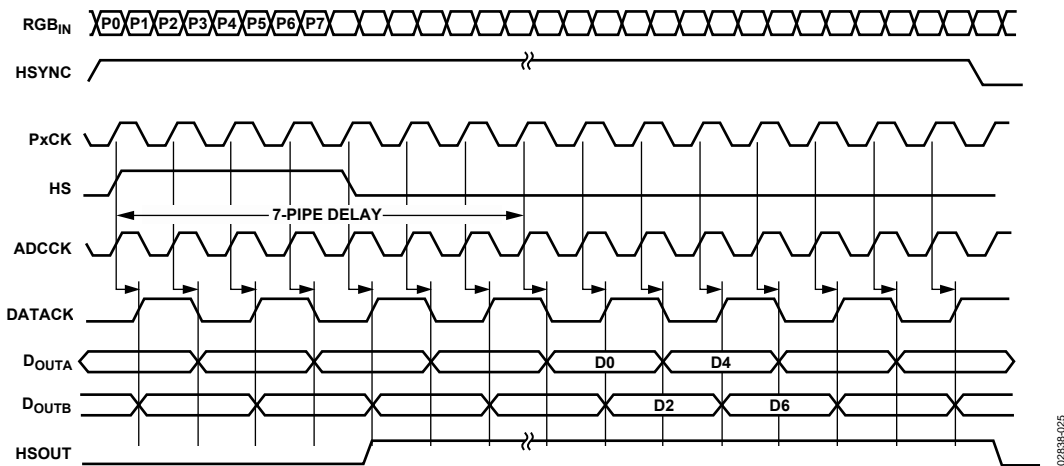 RGBIN P0 P1 P2 P3 P4 P5 P6 P7
HSYNC
PxCK
HS
7-PIPE DELAY
ADCCK
DATACK
DOUTA D0 D4
DOUTB D2 D6
HSOUT
02838-025